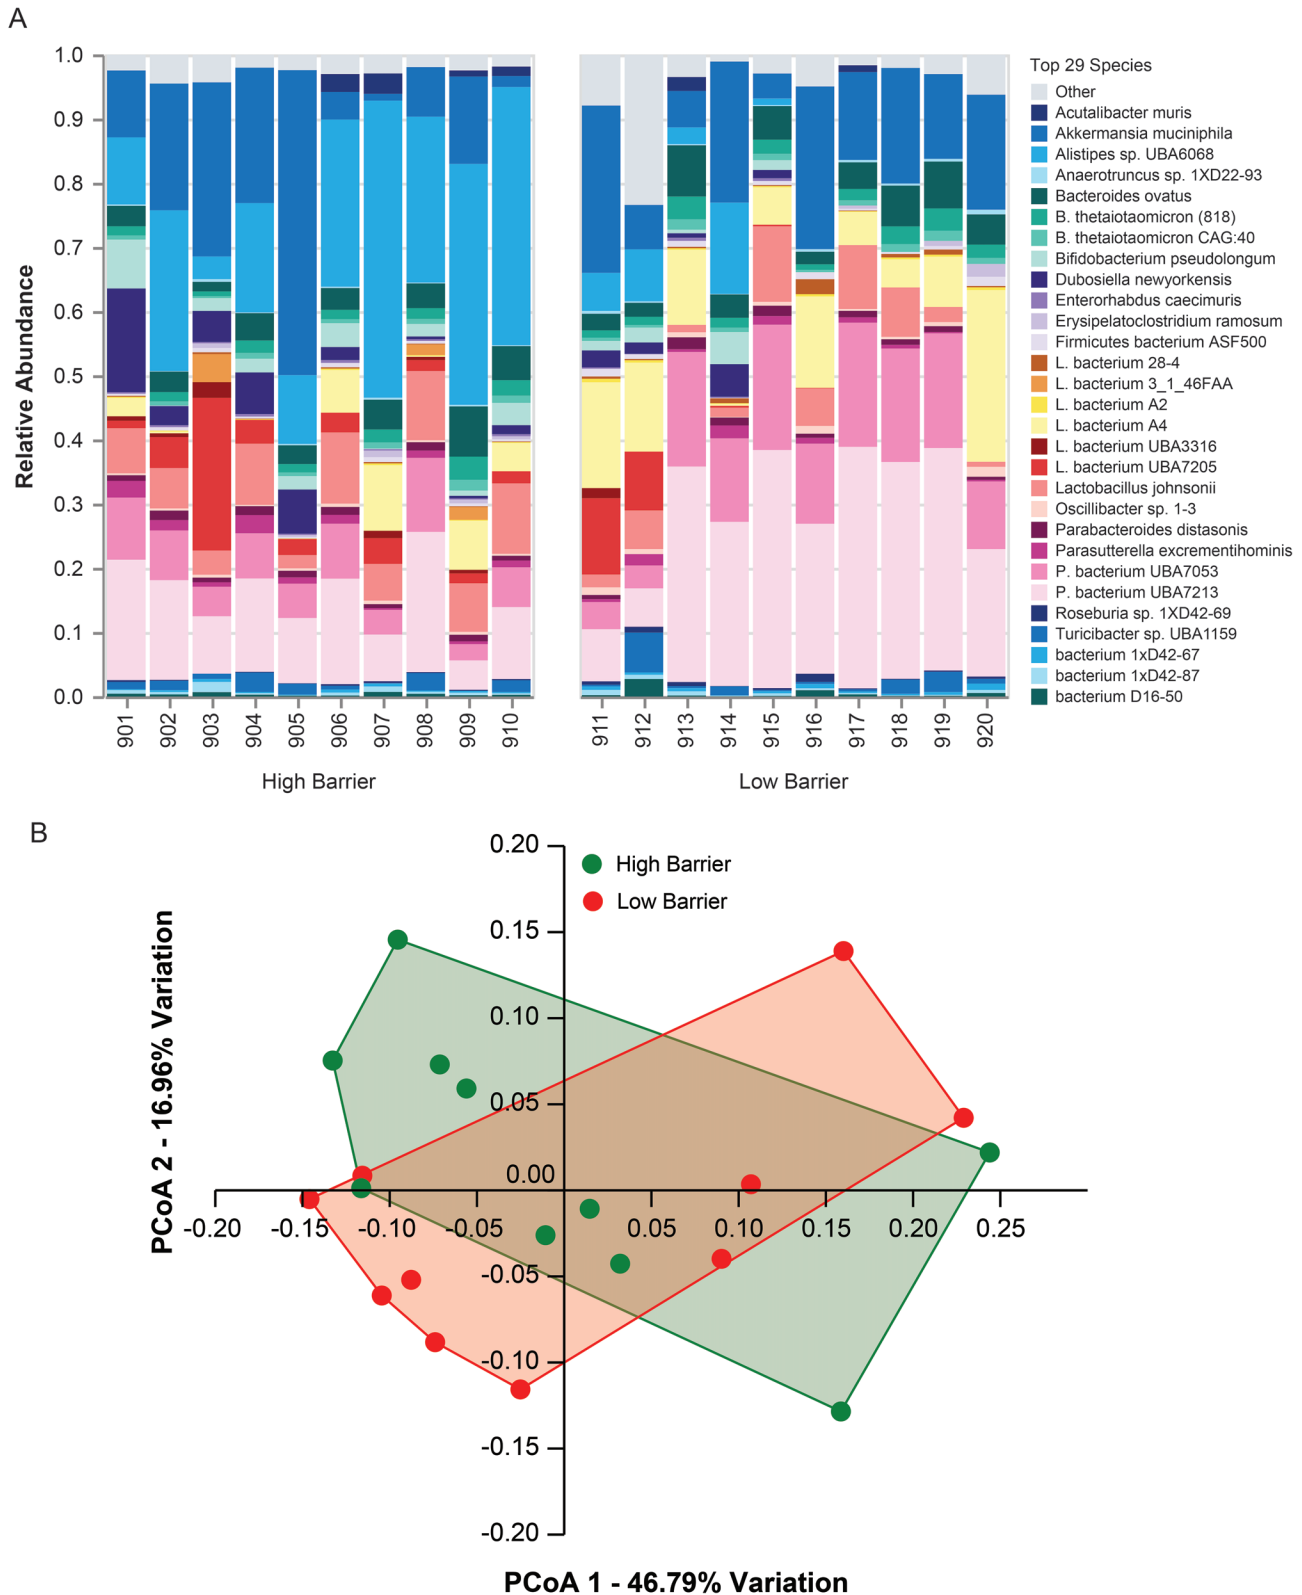 A
Relative Abundance
1.0
0.9
0.8
0.7
0.6
0.5
0.4
0.3
0.2
0.1
0.0
901 902 903 904 905 906 907 908 909 910
911 912 913 914 915 916 917 918 919 920
High Barrier
Low Barrier
Top 29 Species
Other
Acutalibacter muris
Akkermansia muciniphila
Alistipes sp. UBA6068
Anaerotruncus sp. 1XD22-93
Bacteroides ovatus
B. thetaiotaomicron (818)
B. thetaiotaomicron CAG:40
Bifidobacterium pseudolongum
Dubosiella newyorkensis
Enterorhabdus caecimuris
Erysipelatoclostridium ramosum
Firmicutes bacterium ASF500
L. bacterium 28-4
L. bacterium 3_1_46FAA
L. bacterium A2
L. bacterium A4
L. bacterium UBA3316
L. bacterium UBA7205
Lactobacillus johnsonii
Oscillibacter sp. 1-3
Parabacteroides distasonis
Parasutterella excrementihominis
P. bacterium UBA7053
P. bacterium UBA7213
Roseburia sp. 1XD42-69
Turicibacter sp. UBA1159
bacterium 1xD42-67
bacterium 1xD42-87
bacterium D16-50
B
PCoA 2 - 16.96% Variation
0.20
0.15
0.10
0.05
0.00
-0.05
-0.10
-0.15
-0.20
High Barrier
Low Barrier
-0.20 -0.15 -0.10 -0.05 0.05 0.10 0.15 0.20 0.25
PCoA 1 - 46.79% Variation